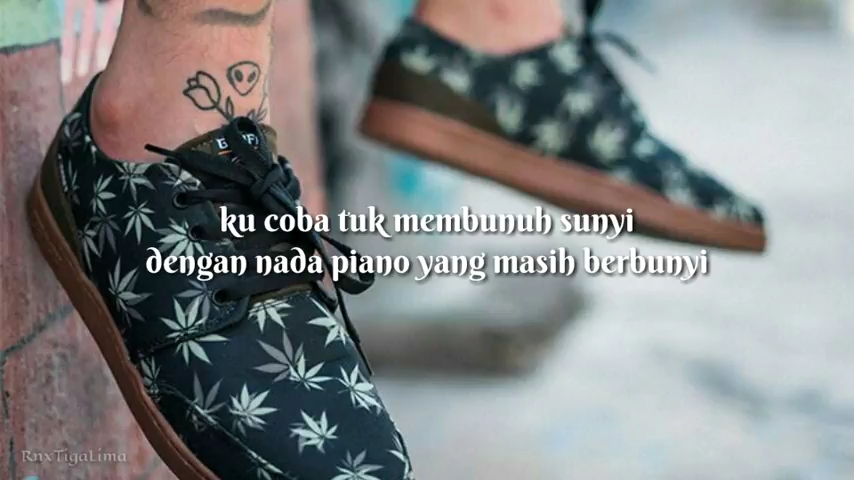 ku coba tuk membunuh sunyi
dengan nada piano yang masih berbunyi
RnxTigaLima